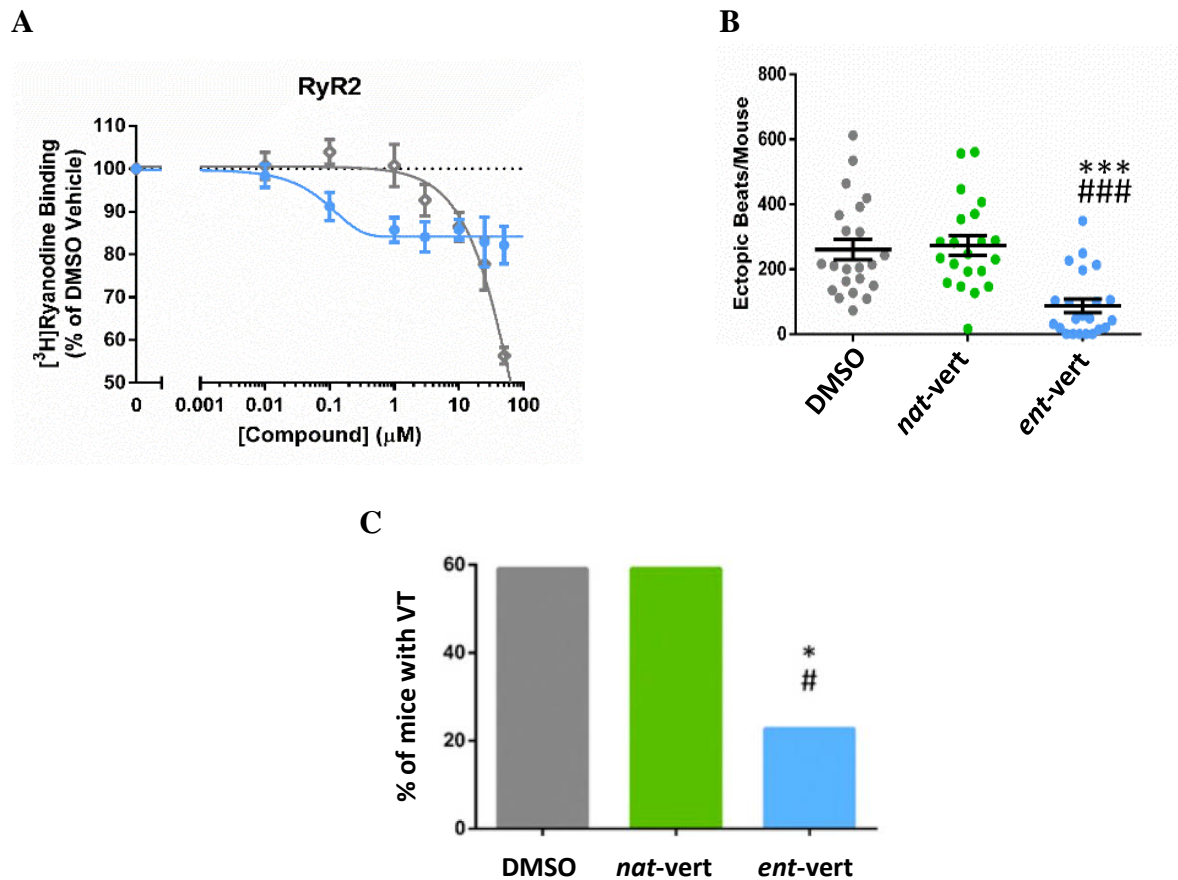 A
RyR2
[³H]Ryanodine Binding
(% of DMSO Vehicle)
110
100
90
80
70
60
50
0
0.001
0.01
0.1
1
10
100
[Compound] (μM)
B
Ectopic Beats/Mouse
800
600
400
200
0
***
###
DMSO
nat-vert
ent-vert
C
% of mice with VT
60
40
20
0
*
#
DMSO
nat-vert
ent-vert